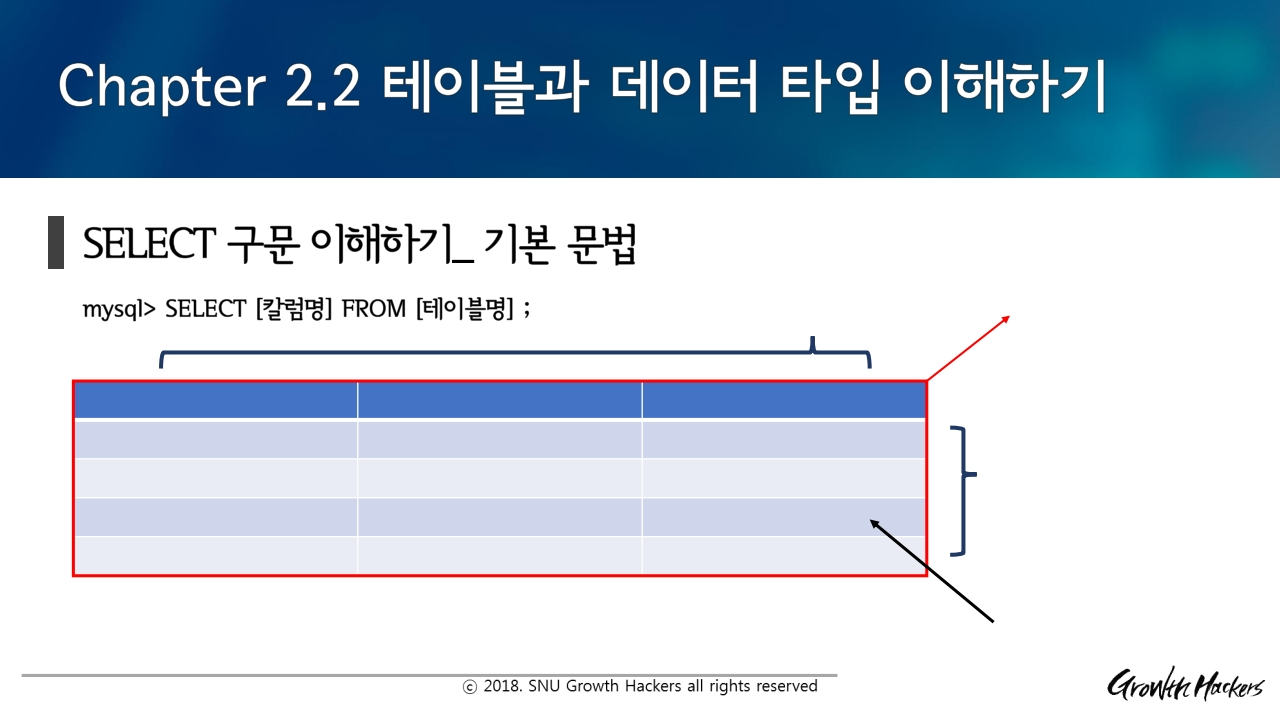 Chapter 2.2 테이블과 데이터 타입 이해하기
SELECT 구문 이해하기_ 기본 문법
mysql> SELECT [칼럼명] FROM [테이블명] ;
ⓒ 2018. SNU Growth Hackers all rights reserved
Growth Hackers